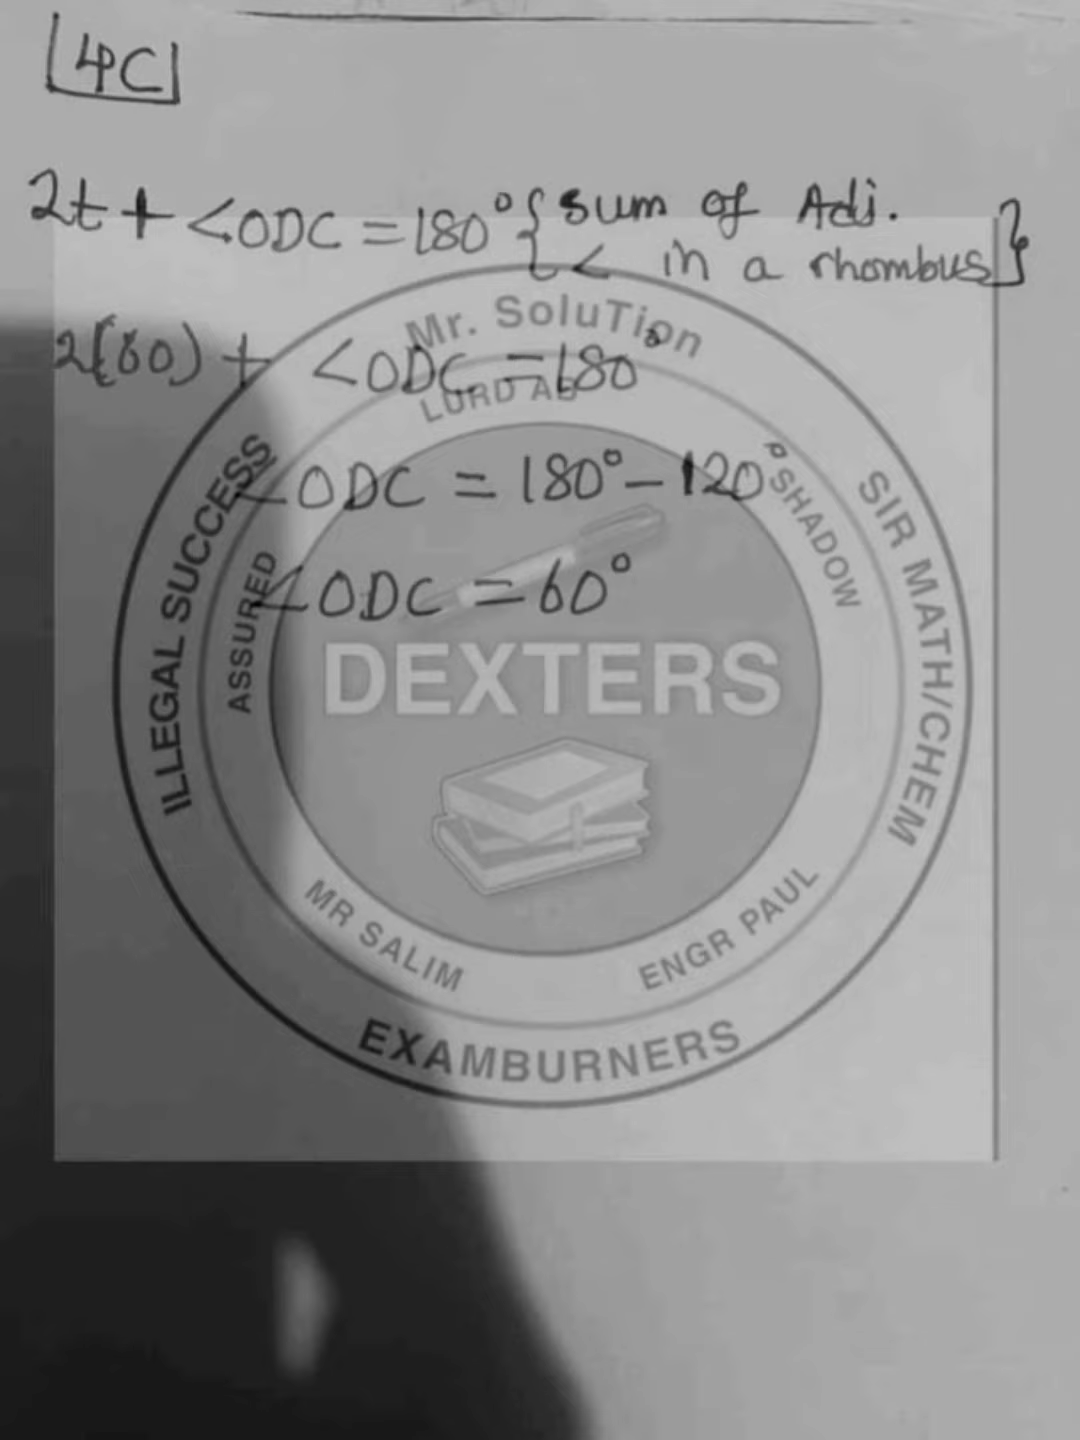 4C
2t + <ODC = 180° { sum of Adj.
< in a rhombus }
2(60) + <ODC = 180°
<ODC = 180° - 120°
<ODC = 60°
Mr. SoluTion
LORD AB
SHADOW
SIR MATH/CHEM
ILLEGAL SUCCESS
ASSURED
DEXTERS
MR SALIM
ENGR PAUL
EXAMBURNERS